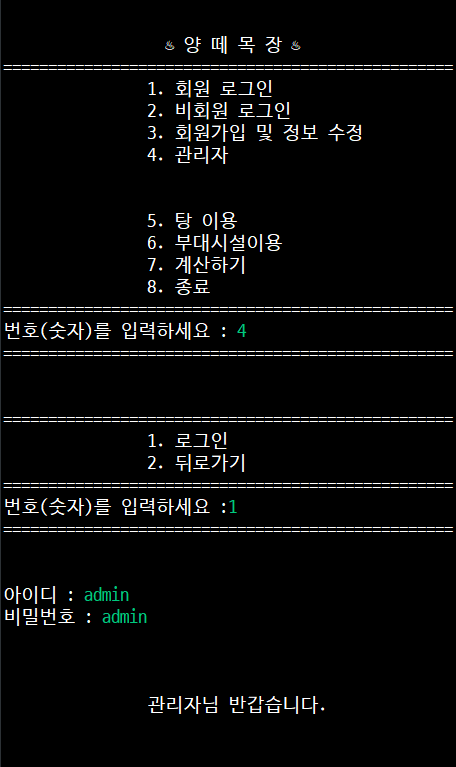 ♨ 양 떼 목 장 ♨
==================================================
1. 회원 로그인
2. 비회원 로그인
3. 회원가입 및 정보 수정
4. 관리자
5. 탕 이용
6. 부대시설이용
7. 계산하기
8. 종료
==================================================
번호(숫자)를 입력하세요 : 4
==================================================
==================================================
1. 로그인
2. 뒤로가기
==================================================
번호(숫자)를 입력하세요 :1
==================================================
아이디 : admin
비밀번호 : admin
관리자님 반갑습니다.